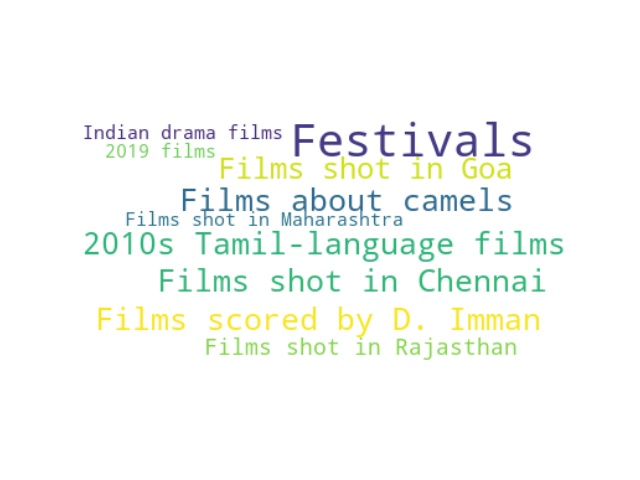 Indian drama films
Festivals
2019 films
Films shot in Goa
Films about camels
Films shot in Maharashtra
2010s Tamil-language films
Films shot in Chennai
Films scored by D. Imman
Films shot in Rajasthan